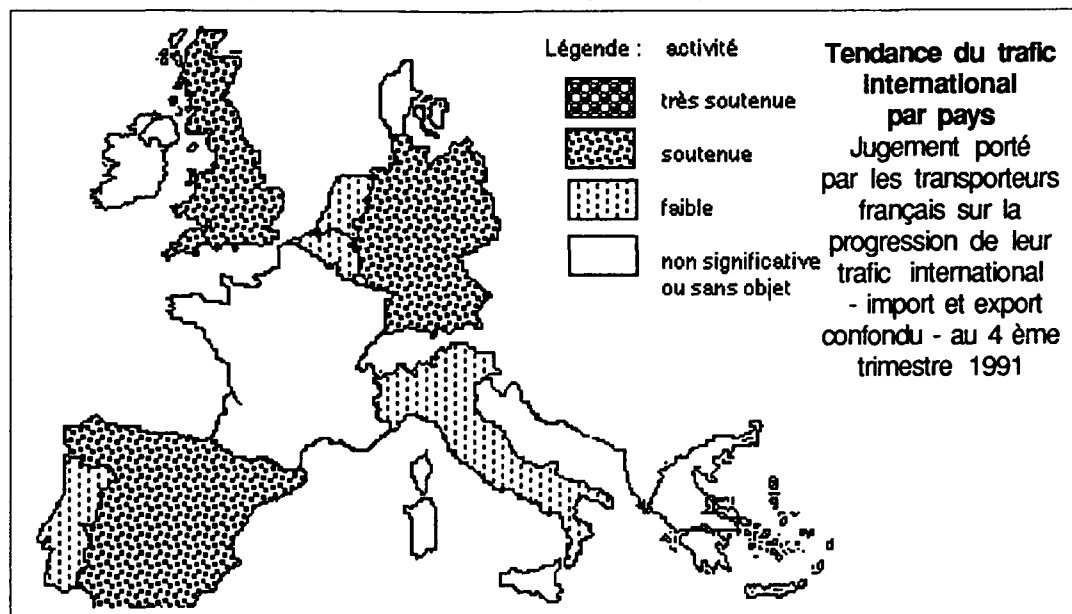 Légende : activité
très soutenue
soutenue
faible
non significative
ou sans objet
Tendance du trafic
international
par pays
Jugement porté
par les transporteurs
français sur la
progression de leur
trafic international
- import et export
confondu - au 4 ème
trimestre 1991